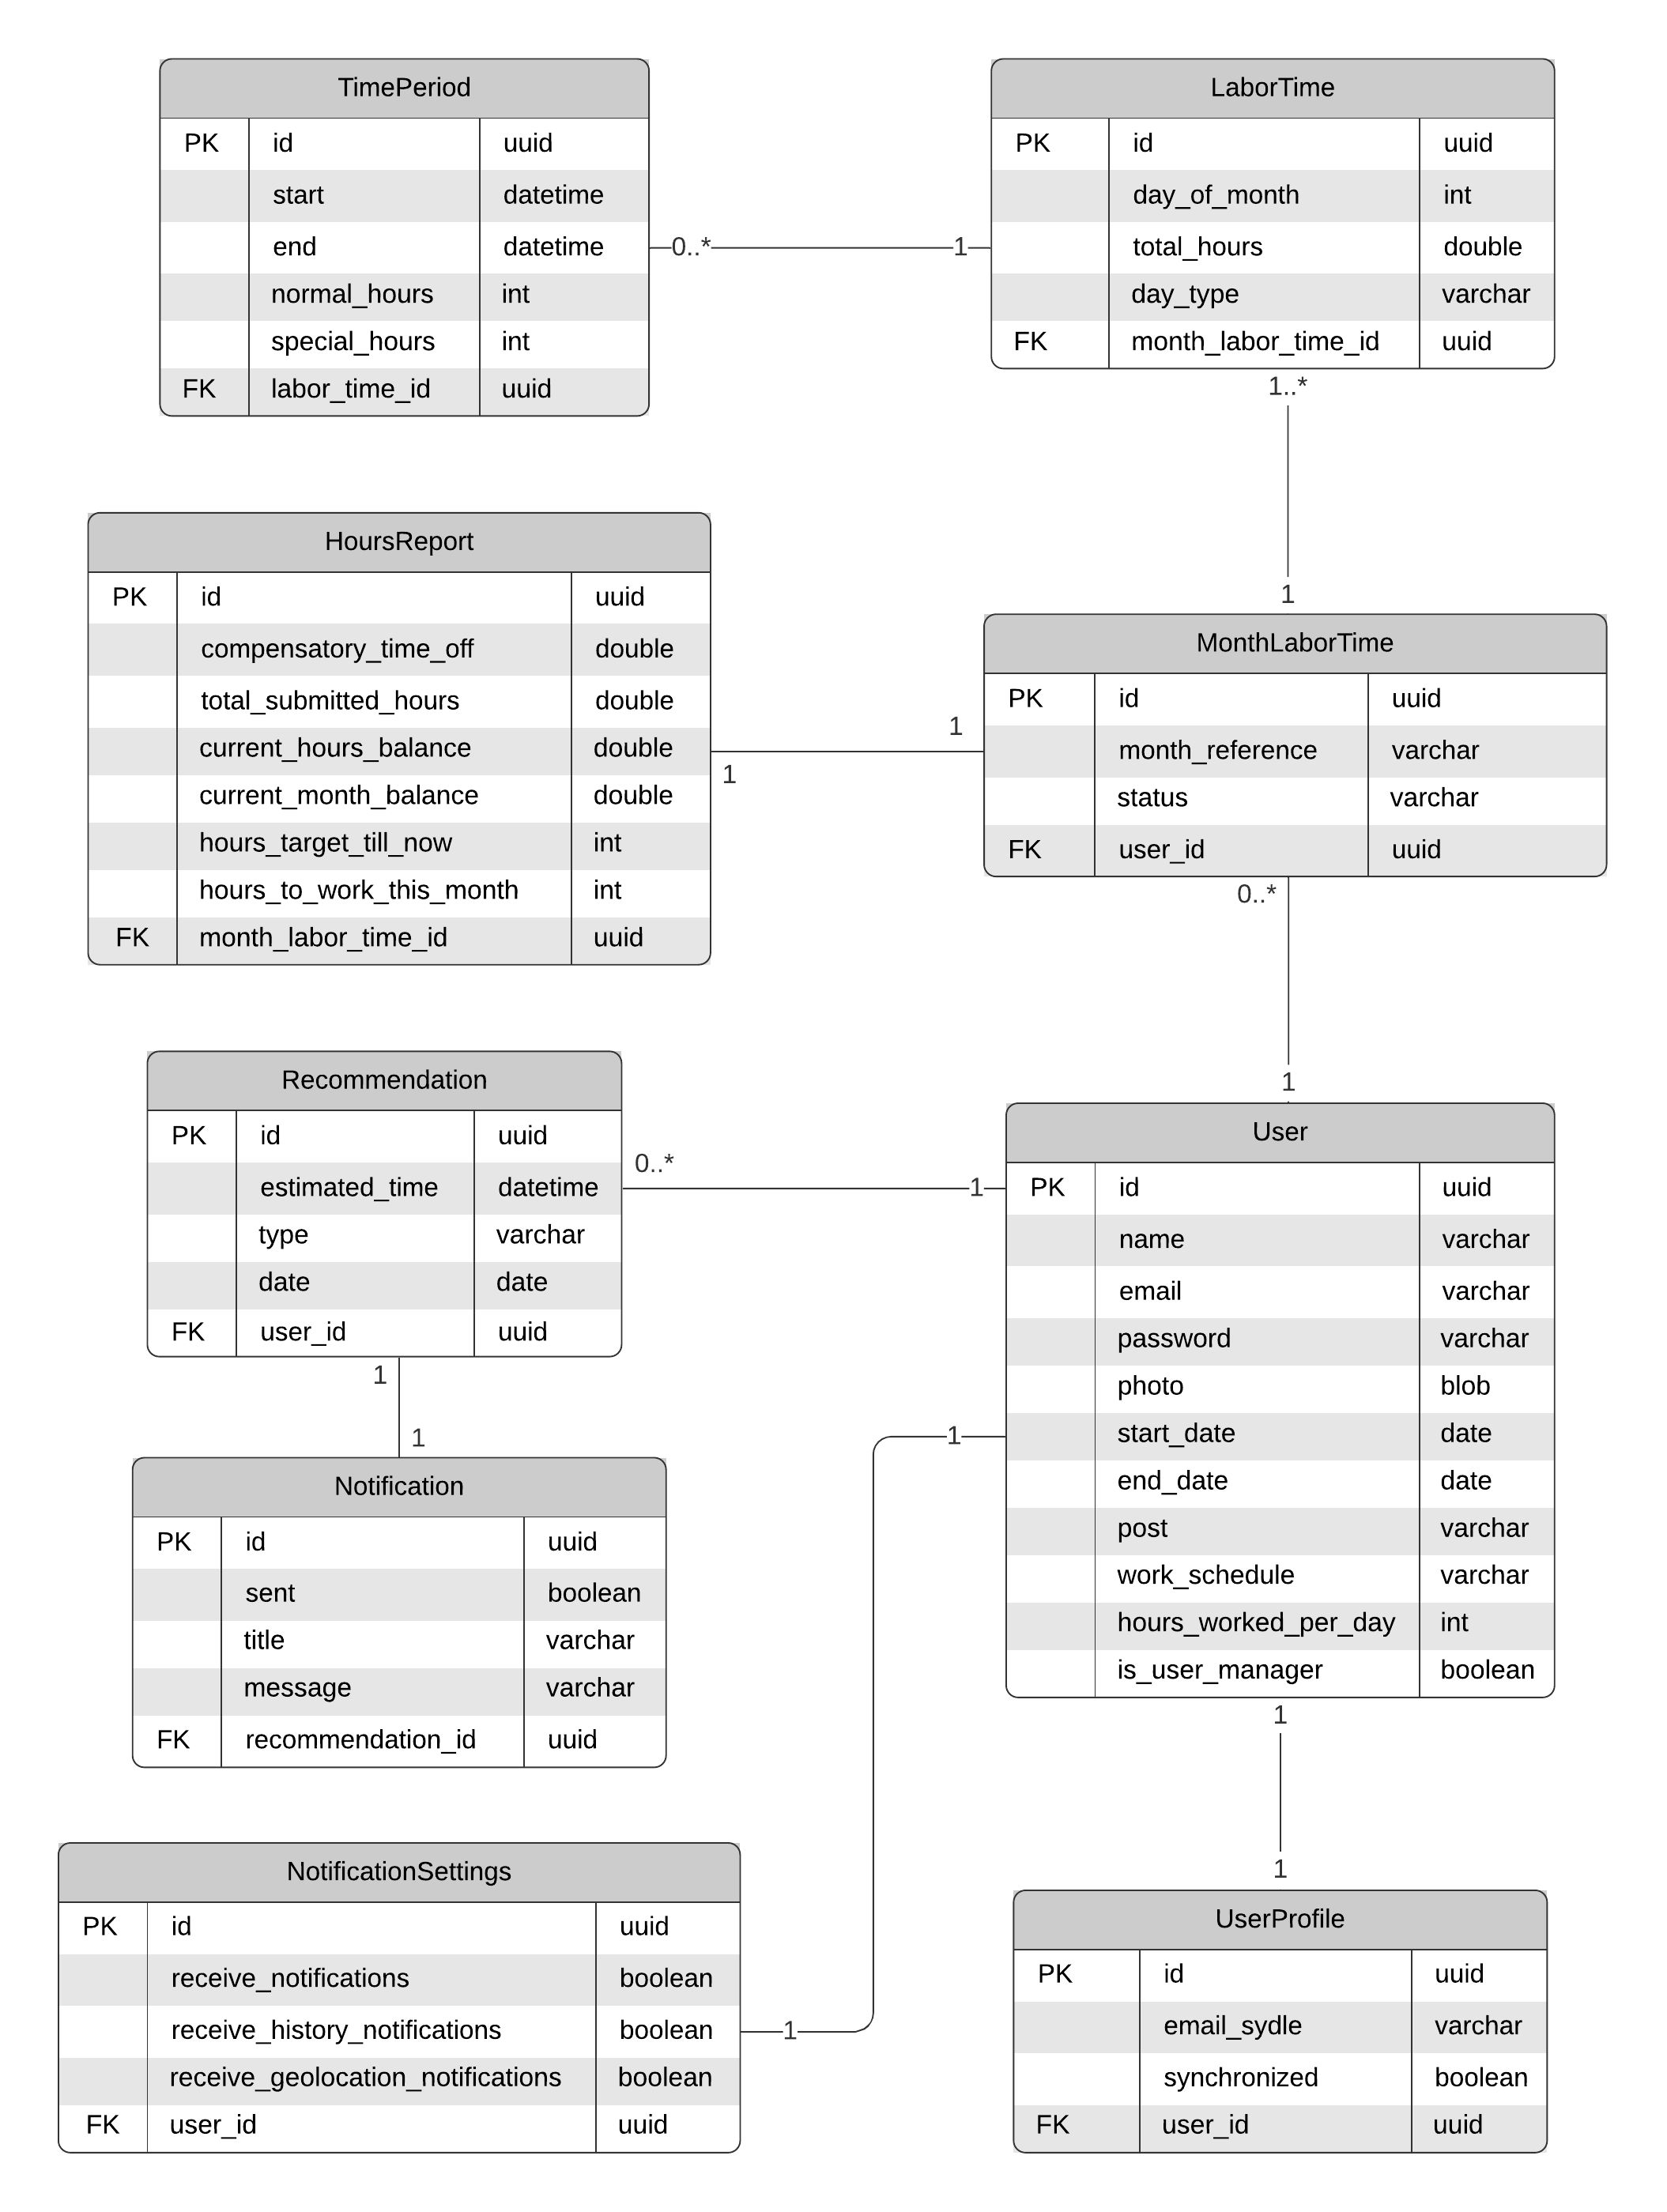 TimePeriod
PK id uuid
start datetime
end datetime
normal_hours int
special_hours int
FK labor_time_id uuid
0..* 1
LaborTime
PK id uuid
day_of_month int
total_hours double
day_type varchar
FK month_labor_time_id uuid
1..*
1
HoursReport
PK id uuid
compensatory_time_off double
total_submitted_hours double
current_hours_balance double
current_month_balance double
hours_target_till_now int
hours_to_work_this_month int
FK month_labor_time_id uuid
1
1
MonthLaborTime
PK id uuid
month_reference varchar
status varchar
FK user_id uuid
0..*
1
Recommendation
PK id uuid
estimated_time datetime
type varchar
date date
FK user_id uuid
0..*
1
1
1
User
PK id uuid
name varchar
email varchar
password varchar
photo blob
start_date date
end_date date
post varchar
work_schedule varchar
hours_worked_per_day int
is_user_manager boolean
1
Notification
PK id uuid
sent boolean
title varchar
message varchar
FK recommendation_id uuid
1
1
NotificationSettings
PK id uuid
receive_notifications boolean
receive_history_notifications boolean
receive_geolocation_notifications boolean
FK user_id uuid
1
UserProfile
PK id uuid
email_sydle varchar
synchronized boolean
FK user_id uuid